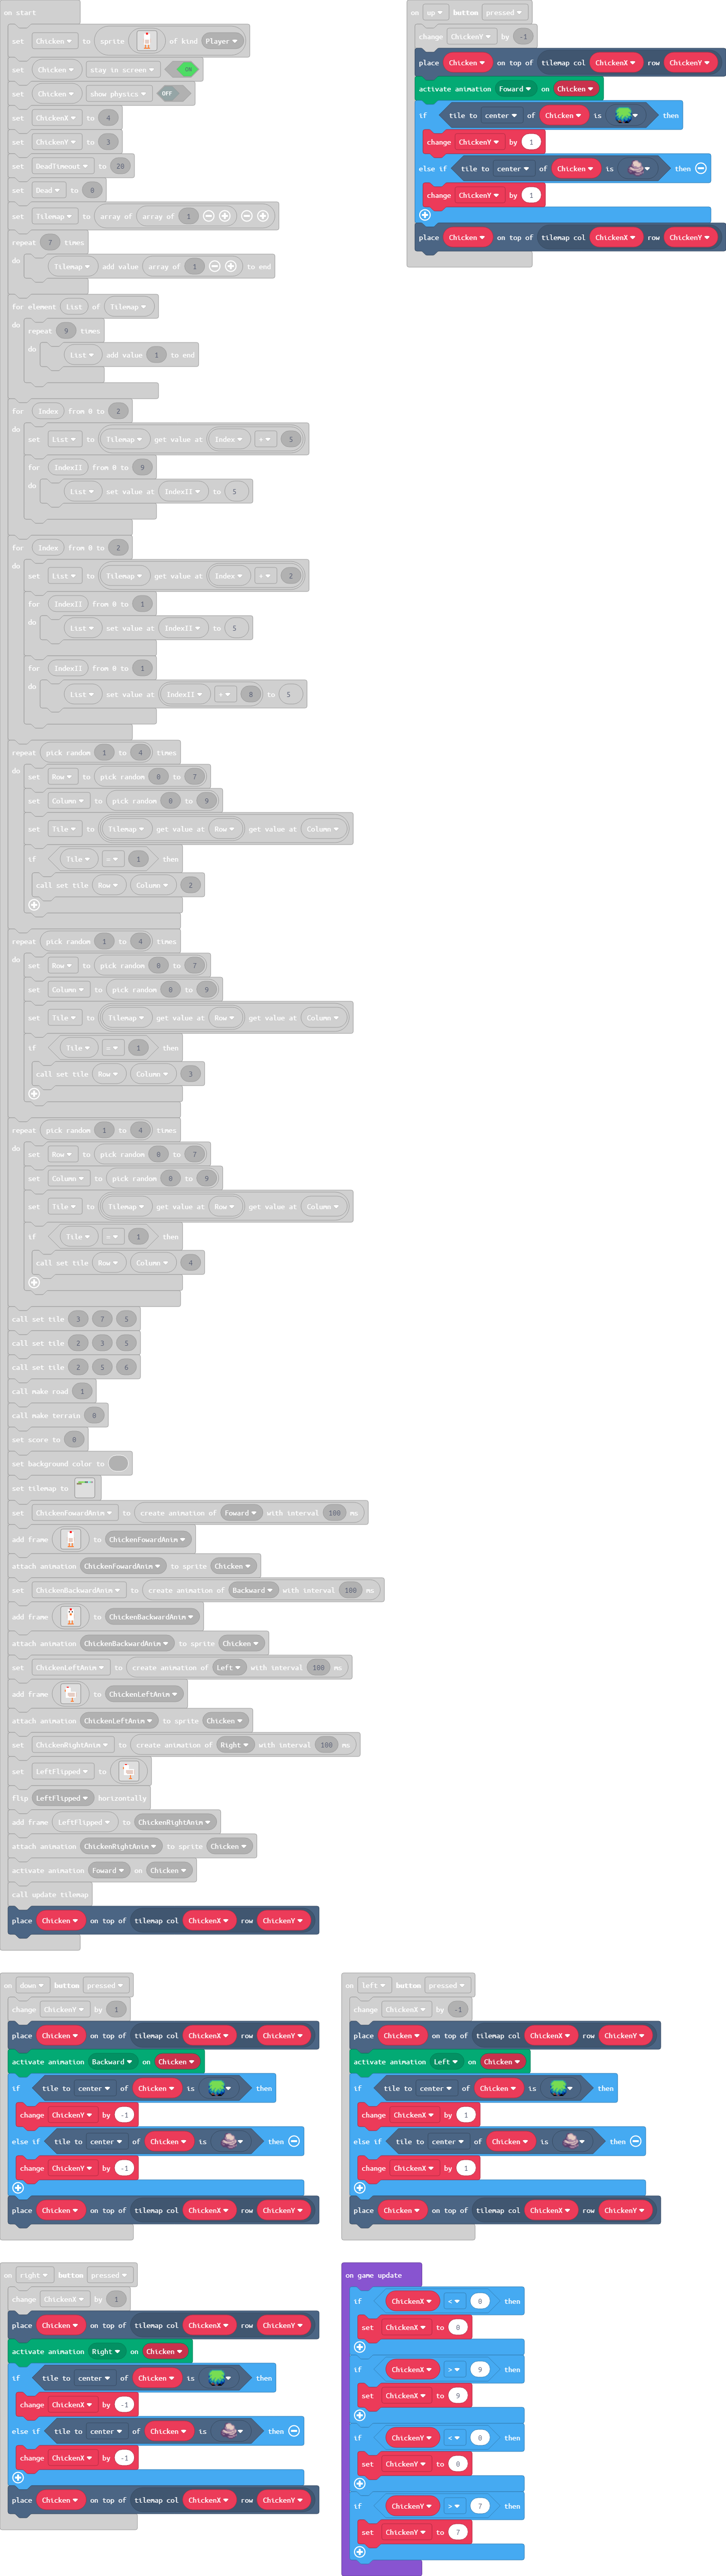 on start
set Chicken to sprite of kind Player
set Chicken stay in screen ON
set Chicken show physics OFF
set ChickenX to 4
set ChickenY to 3
set DeadTimeout to 20
set Dead to 0
set Tilemap to array of array of 1
repeat 7 times
do Tilemap add value array of 1 to end
for element List of Tilemap
do repeat 9 times
do List add value 1 to end
for Index from 0 to 2
do set List to Tilemap get value at Index + 5
for IndexII from 0 to 9
do List set value at IndexII to 5
for Index from 0 to 2
do set List to Tilemap get value at Index + 2
for IndexII from 0 to 1
do List set value at IndexII to 5
for IndexII from 0 to 1
do List set value at IndexII + 8 to 5
repeat pick random 1 to 4 times
do set Row to pick random 0 to 7
set Column to pick random 0 to 9
set Tile to Tilemap get value at Row get value at Column
if Tile = 1 then
call set tile Row Column 2
repeat pick random 1 to 4 times
do set Row to pick random 0 to 7
set Column to pick random 0 to 9
set Tile to Tilemap get value at Row get value at Column
if Tile = 1 then
call set tile Row Column 3
repeat pick random 1 to 4 times
do set Row to pick random 0 to 7
set Column to pick random 0 to 9
set Tile to Tilemap get value at Row get value at Column
if Tile = 1 then
call set tile Row Column 4
call set tile 3 7 5
call set tile 2 3 5
call set tile 2 5 6
call make road 1
call make terrain 0
set score to 0
set background color to
set tilemap to
set ChickenFowardAnim to create animation of Foward with interval 100 ms
add frame to ChickenFowardAnim
attach animation ChickenFowardAnim to sprite Chicken
set ChickenBackwardAnim to create animation of Backward with interval 100 ms
add frame to ChickenBackwardAnim
attach animation ChickenBackwardAnim to sprite Chicken
set ChickenLeftAnim to create animation of Left with interval 100 ms
add frame to ChickenLeftAnim
attach animation ChickenLeftAnim to sprite Chicken
set ChickenRightAnim to create animation of Right with interval 100 ms
set LeftFlipped to
flip LeftFlipped horizontally
add frame LeftFlipped to ChickenRightAnim
attach animation ChickenRightAnim to sprite Chicken
activate animation Foward on Chicken
call update tilemap
place Chicken on top of tilemap col ChickenX row ChickenY
on up button pressed
change ChickenY by -1
place Chicken on top of tilemap col ChickenX row ChickenY
activate animation Foward on Chicken
if tile to center of Chicken is then
change ChickenY by 1
else if tile to center of Chicken is then
change ChickenY by 1
place Chicken on top of tilemap col ChickenX row ChickenY
on down button pressed
change ChickenY by 1
place Chicken on top of tilemap col ChickenX row ChickenY
activate animation Backward on Chicken
if tile to center of Chicken is then
change ChickenY by -1
else if tile to center of Chicken is then
change ChickenY by -1
place Chicken on top of tilemap col ChickenX row ChickenY
on left button pressed
change ChickenX by -1
place Chicken on top of tilemap col ChickenX row ChickenY
activate animation Left on Chicken
if tile to center of Chicken is then
change ChickenX by 1
else if tile to center of Chicken is then
change ChickenX by 1
place Chicken on top of tilemap col ChickenX row ChickenY
on right button pressed
change ChickenX by 1
place Chicken on top of tilemap col ChickenX row ChickenY
activate animation Right on Chicken
if tile to center of Chicken is then
change ChickenX by -1
else if tile to center of Chicken is then
change ChickenX by -1
place Chicken on top of tilemap col ChickenX row ChickenY
on game update
if ChickenX < 0 then
set ChickenX to 0
if ChickenX > 9 then
set ChickenX to 9
if ChickenY < 0 then
set ChickenY to 0
if ChickenY > 7 then
set ChickenY to 7